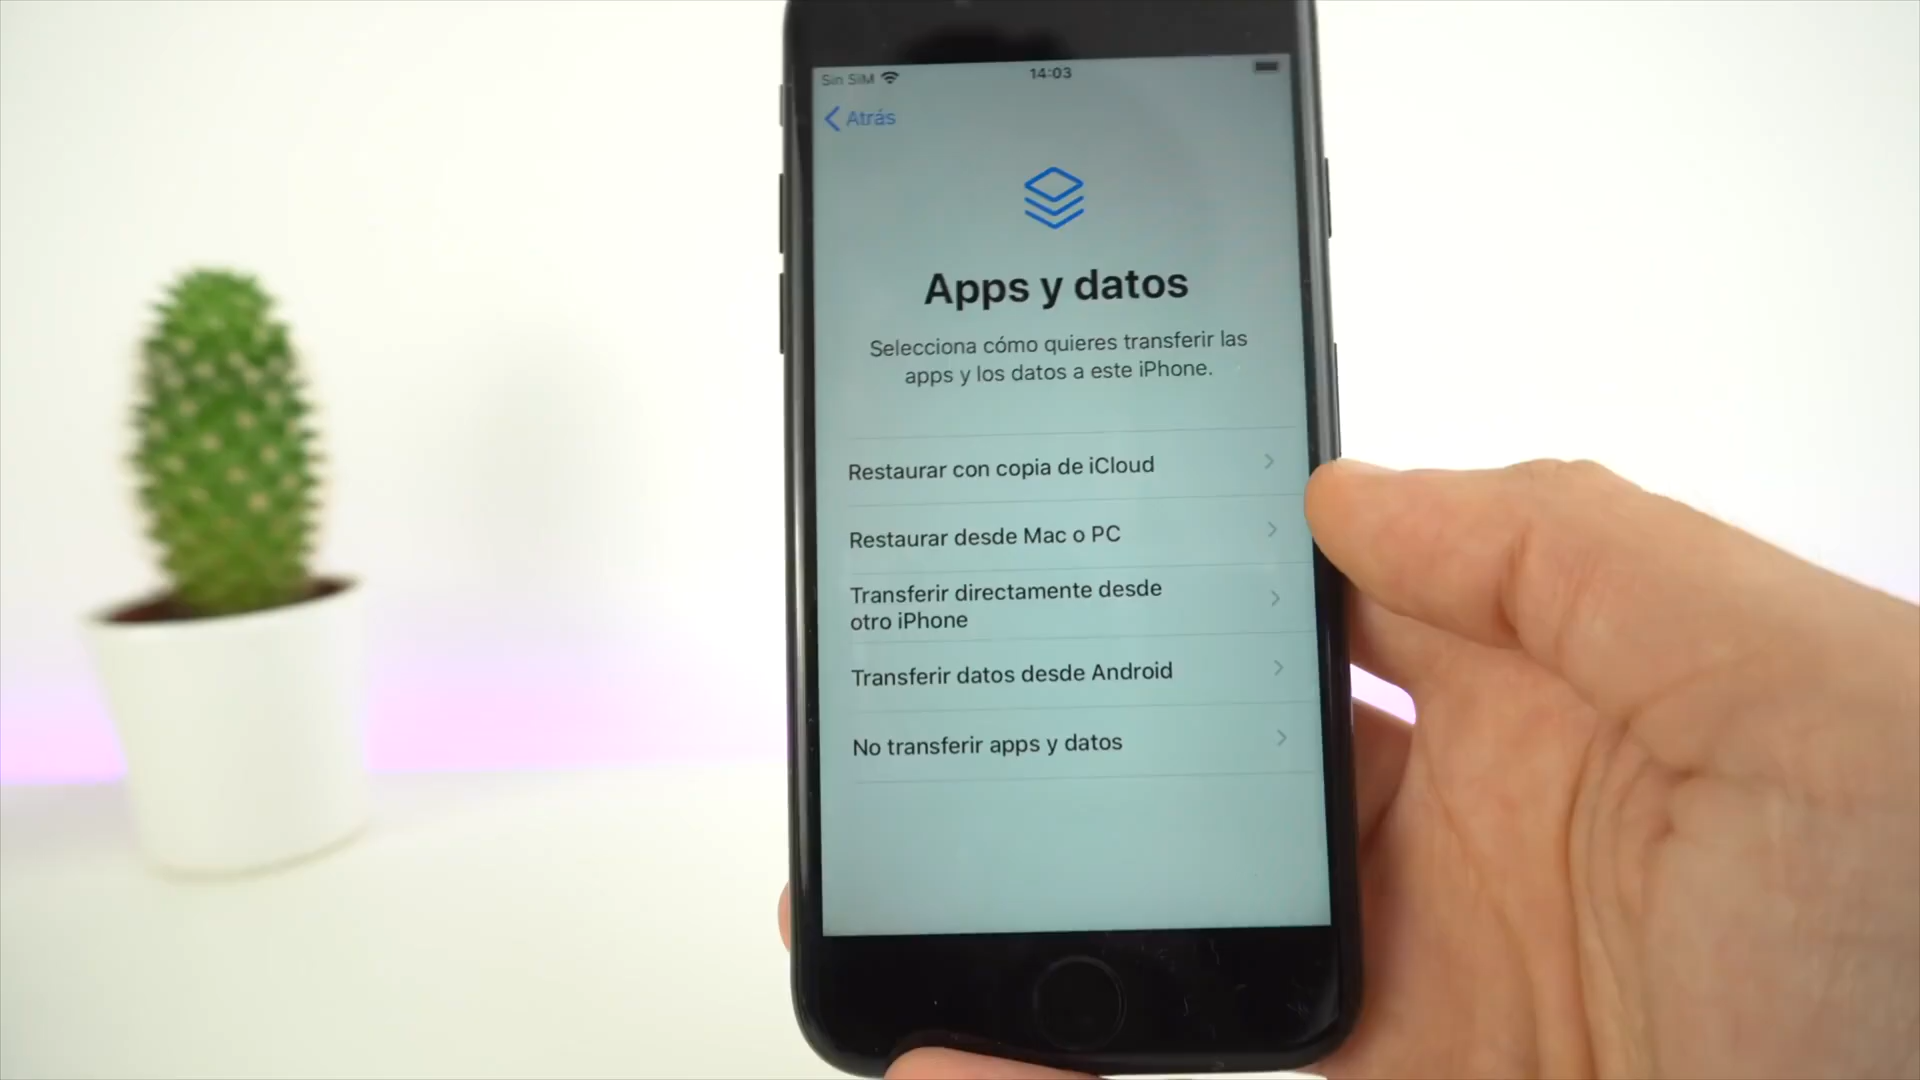 Sin SIM 14:03
Atrás
Apps y datos
Selecciona cómo quieres transferir las
apps y los datos a este iPhone.
Restaurar con copia de iCloud
Restaurar desde Mac o PC
Transferir directamente desde
otro iPhone
Transferir datos desde Android
No transferir apps y datos